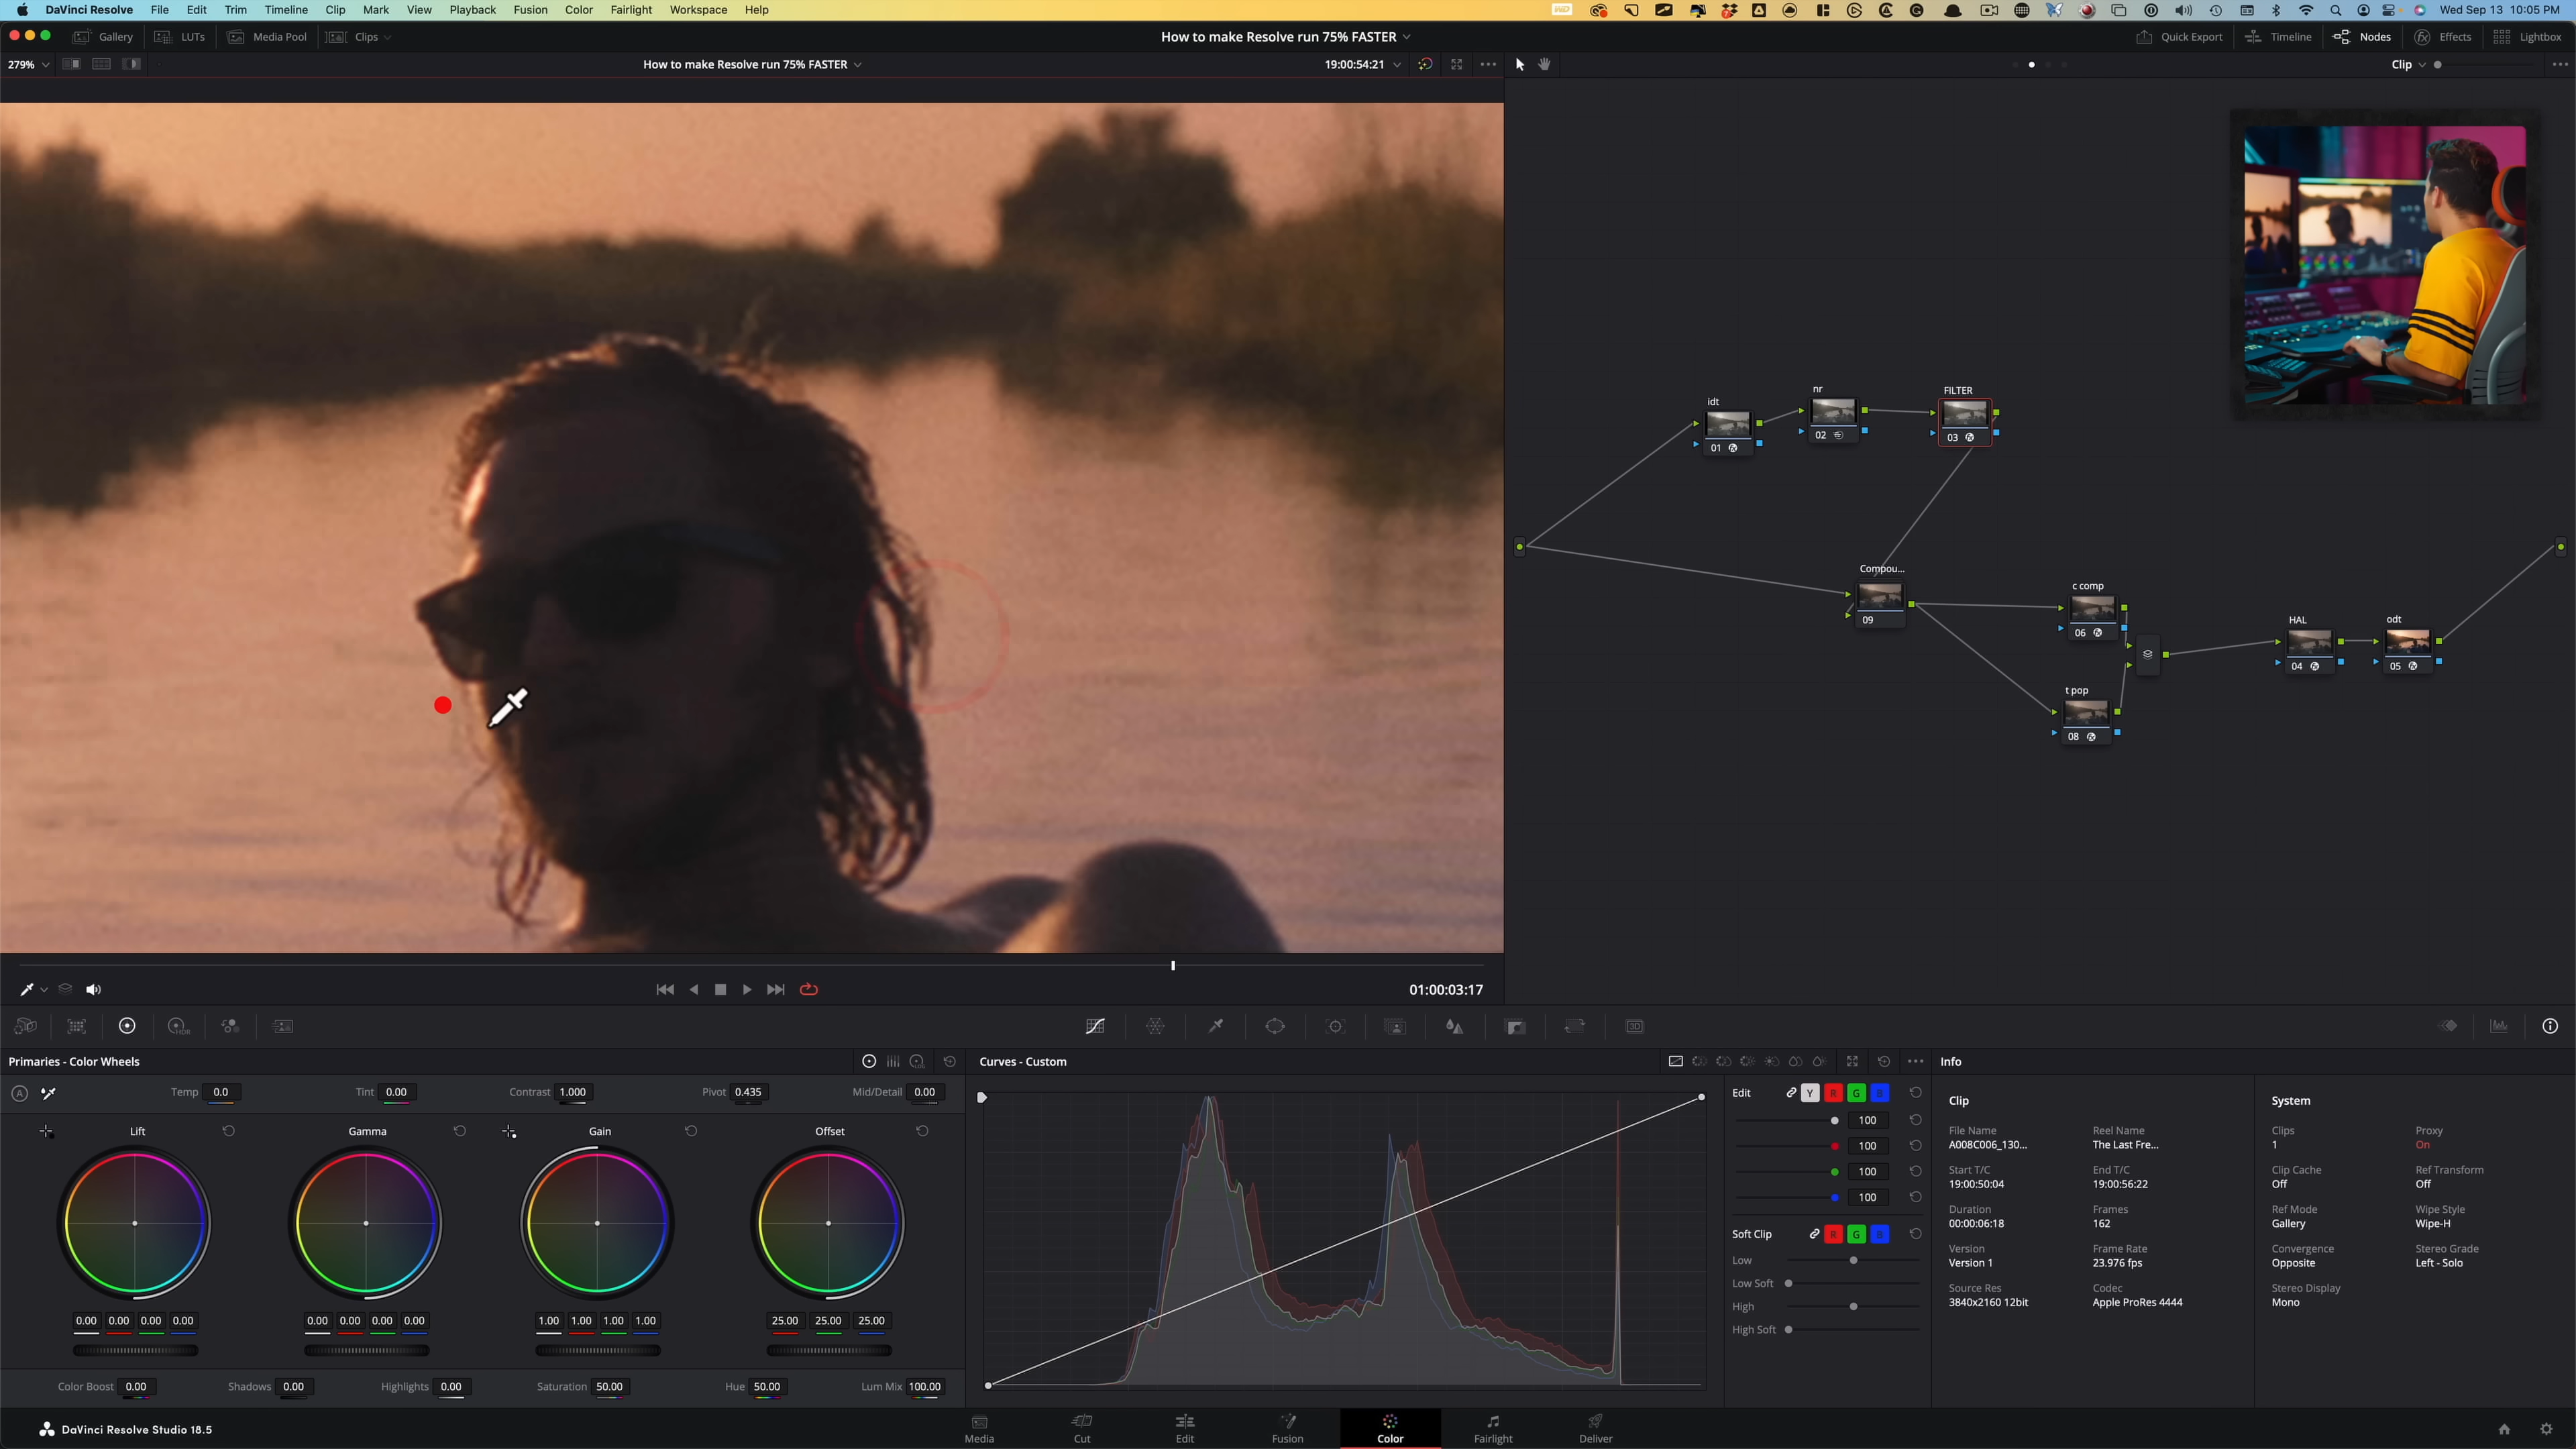 DaVinci Resolve File Edit Trim Timeline Clip Mark View Playback Fusion Color Fairlight Workspace Help Wed Sep 13 10:05 PM
Gallery LUTs Media Pool Clips How to make Resolve run 75% FASTER Quick Export Timeline Nodes Effects Lightbox
279% How to make Resolve run 75% FASTER 19:00:54:21 Clip
FILTER
nr
idt
03
02
01
Compou...
c comp
09
HAL
odt
06
04
05
t pop
08
01:00:03:17
HDR
3D
Primaries - Color Wheels Curves - Custom Info
A Temp 0.0 Tint 0.00 Contrast 1.000 Pivot 0.435 Mid/Detail 0.00
Lift Gamma Gain Offset
0.00 0.00 0.00 0.00 0.00 0.00 0.00 0.00 1.00 1.00 1.00 1.00 25.00 25.00 25.00
Color Boost 0.00 Shadows 0.00 Highlights 0.00 Saturation 50.00 Hue 50.00 Lum Mix 100.00
Edit Y R G B
100
100
100
100
Soft Clip R G B
Low
Low Soft
High
High Soft
Clip System
File Name Reel Name Clips Proxy
A008C006_130... The Last Fre... 1 On
Start T/C End T/C Clip Cache Ref Transform
19:00:50:04 19:00:56:22 Off Off
Duration Frames Ref Mode Wipe Style
00:00:06:18 162 Gallery Wipe-H
Version Frame Rate Convergence Stereo Grade
Version 1 23.976 fps Opposite Left - Solo
Source Res Codec Stereo Display
3840x2160 12bit Apple ProRes 4444 Mono
DaVinci Resolve Studio 18.5 Media Cut Edit Fusion Color Fairlight Deliver